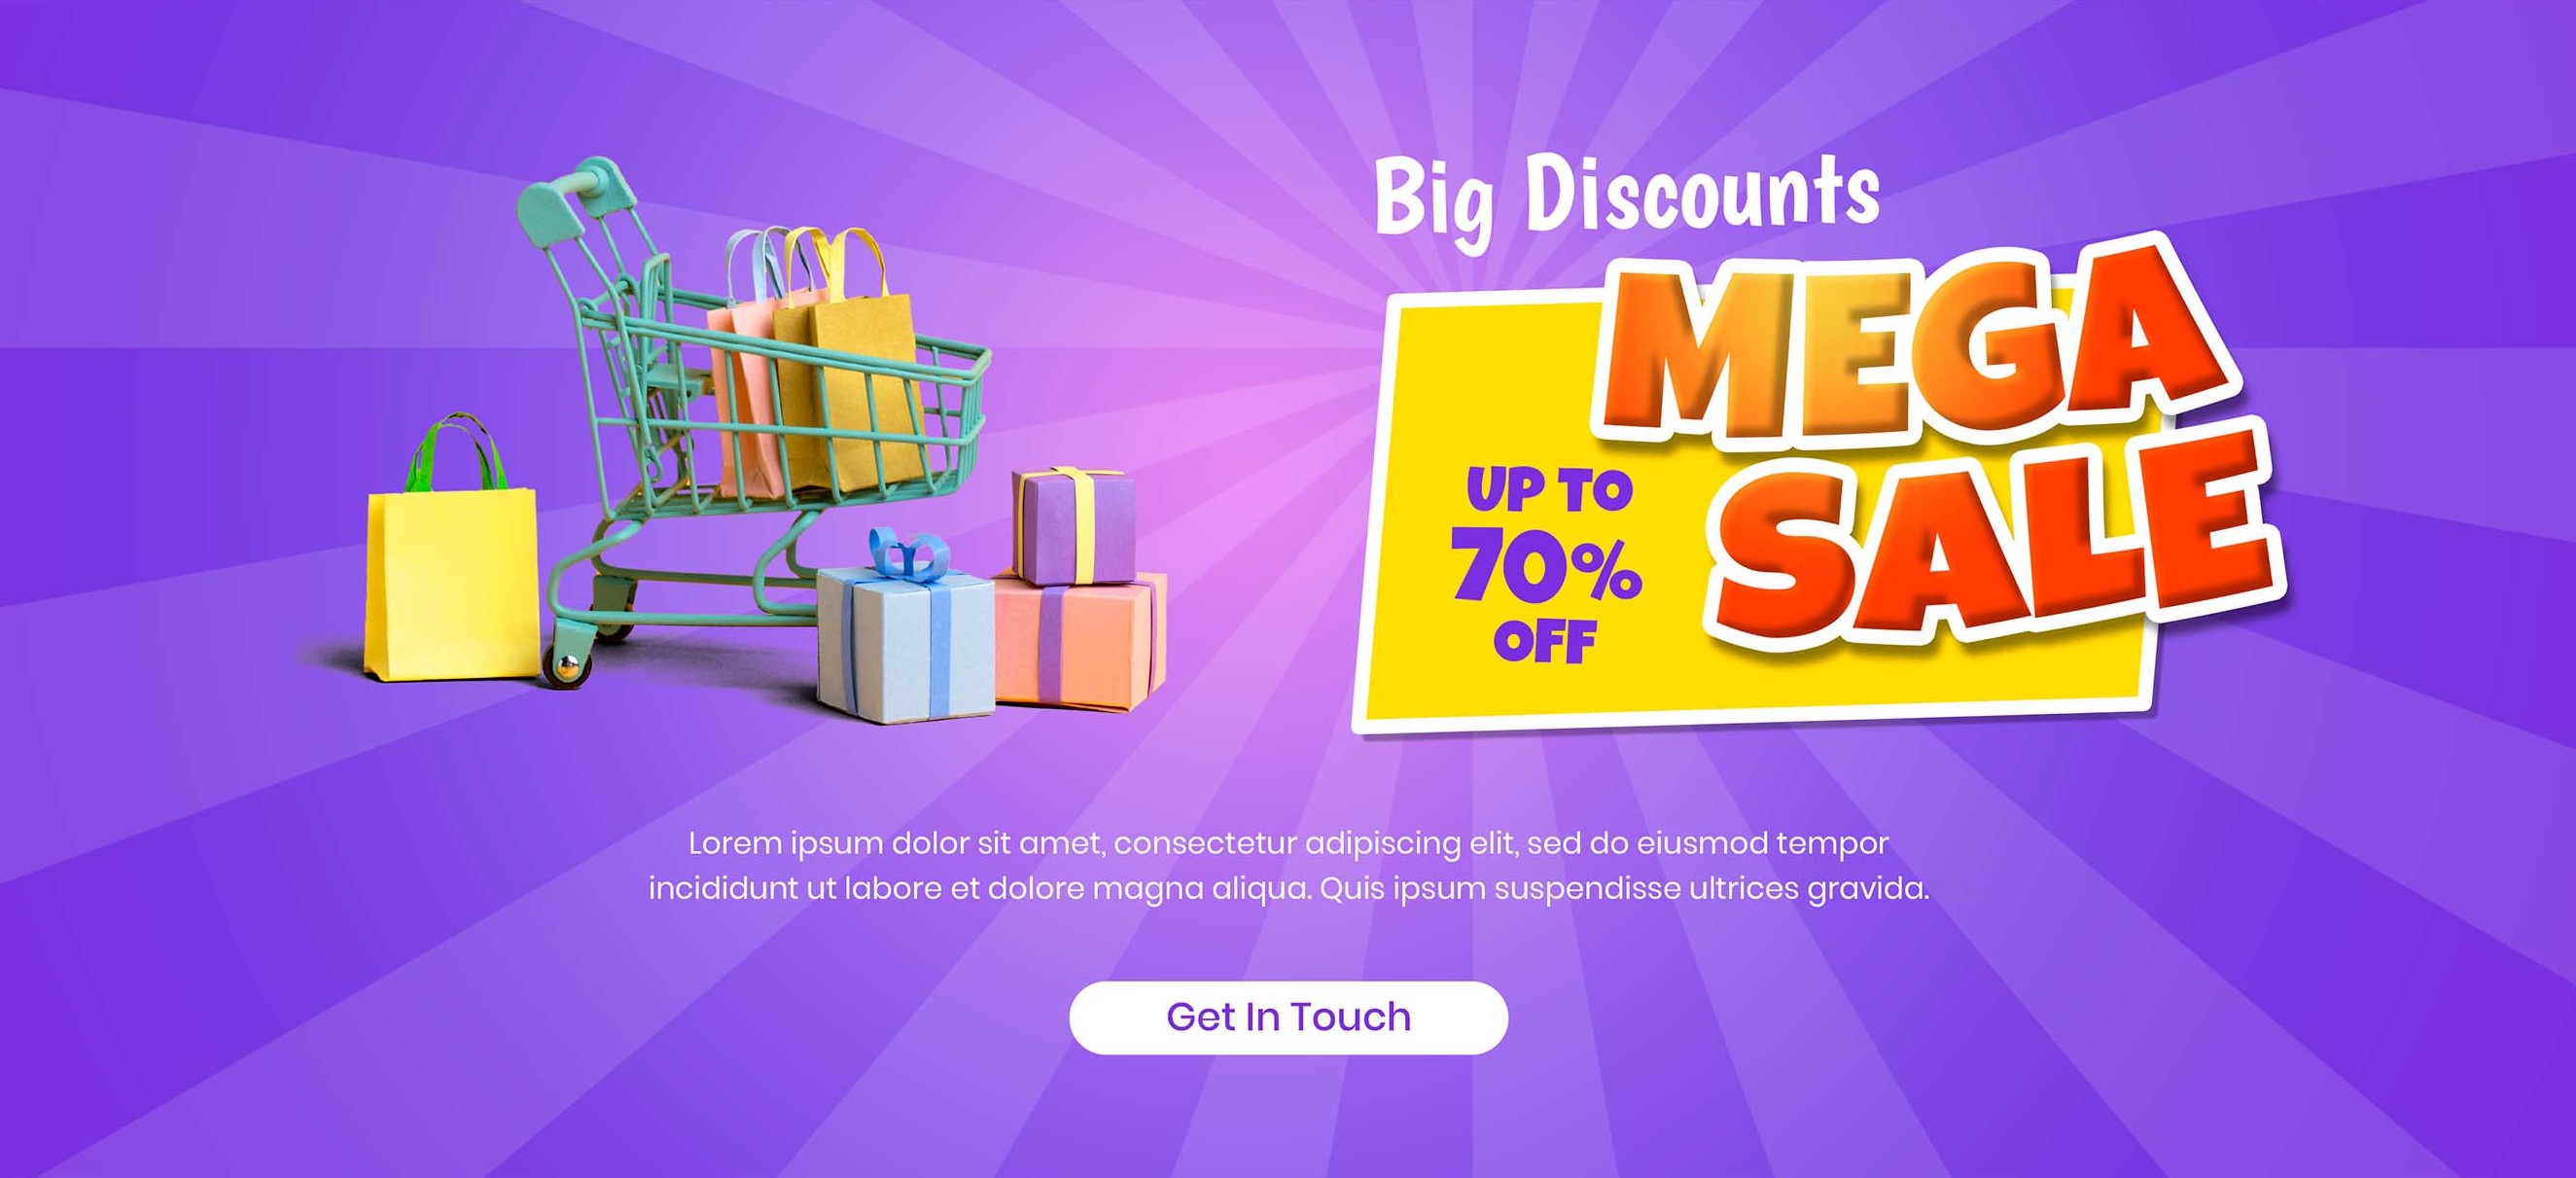 Big Discounts
MEGA
SALE
UP TO
70%
OFF
Lorem ipsum dolor sit amet, consectetur adipiscing elit, sed do eiusmod tempor
incididunt ut labore et dolore magna aliqua. Quis ipsum suspendisse ultrices gravida.
Get In Touch